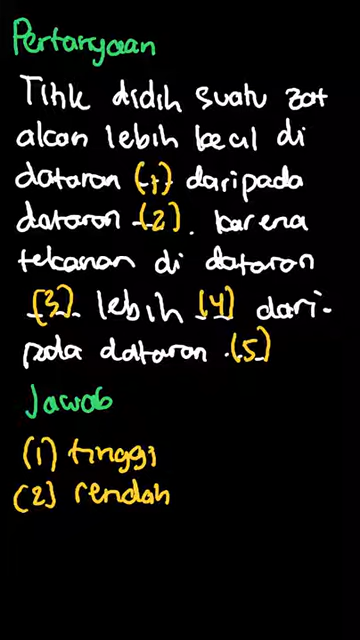 Pertanyaan
Titik didih suatu zat
akan lebih kecil di
dataran (1) daripada
dataran (2). karena
tekanan di dataran
(3) lebih (4) dari-
pada dataran (5)
Jawab
(1) tinggi
(2) rendah